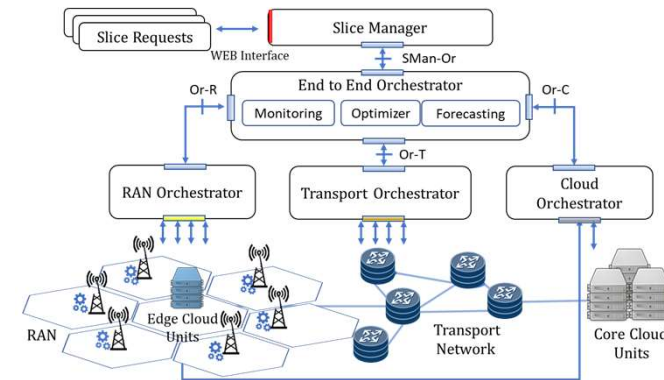 Slice Requests
WEB Interface
Slice Manager
SMan-Or
End to End Orchestrator
Or-R
Or-C
Monitoring
Optimizer
Forecasting
Or-T
RAN Orchestrator
Transport Orchestrator
Cloud
Orchestrator
RAN
Edge Cloud
Units
Transport
Network
Core Cloud
Units